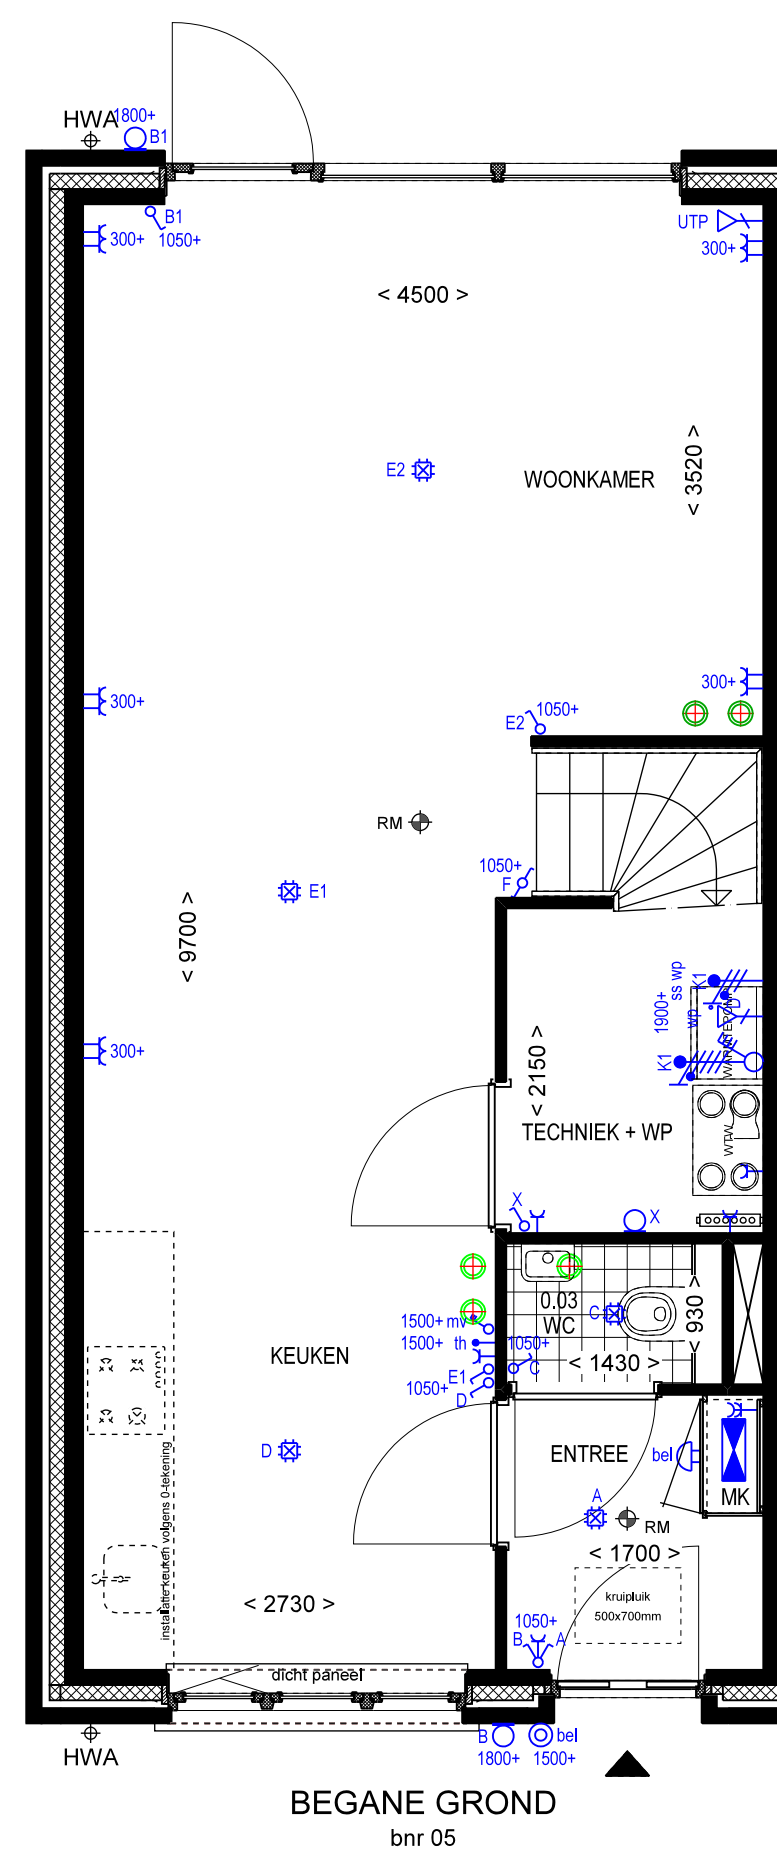 1800+
HWA
B1
B1
1050+
300+
UTP
300+
< 4500 >
< 3520 >
E2
WOONKAMER
300+
300+
1050+
E2
RM
1050+
F
E1
< 9700 >
ss wp
1900+
wp
K1
D
WARMTEPOMP
K1
300+
< 2150 >
TECHNIEK + WP
WTW
X
X
0.03
WC
C
< 930 >
1500+ mv
1500+ th
1050+
C
< 1430 >
KEUKEN
E1
1050+
D
D
installatie keuken volgens 0-tekening
ENTREE
bel
MK
A
RM
< 1700 >
kruipluik
500x700mm
< 2730 >
1050+
B
A
dicht paneel
HWA
B
bel
1800+
1500+
BEGANE GROND
bnr 05